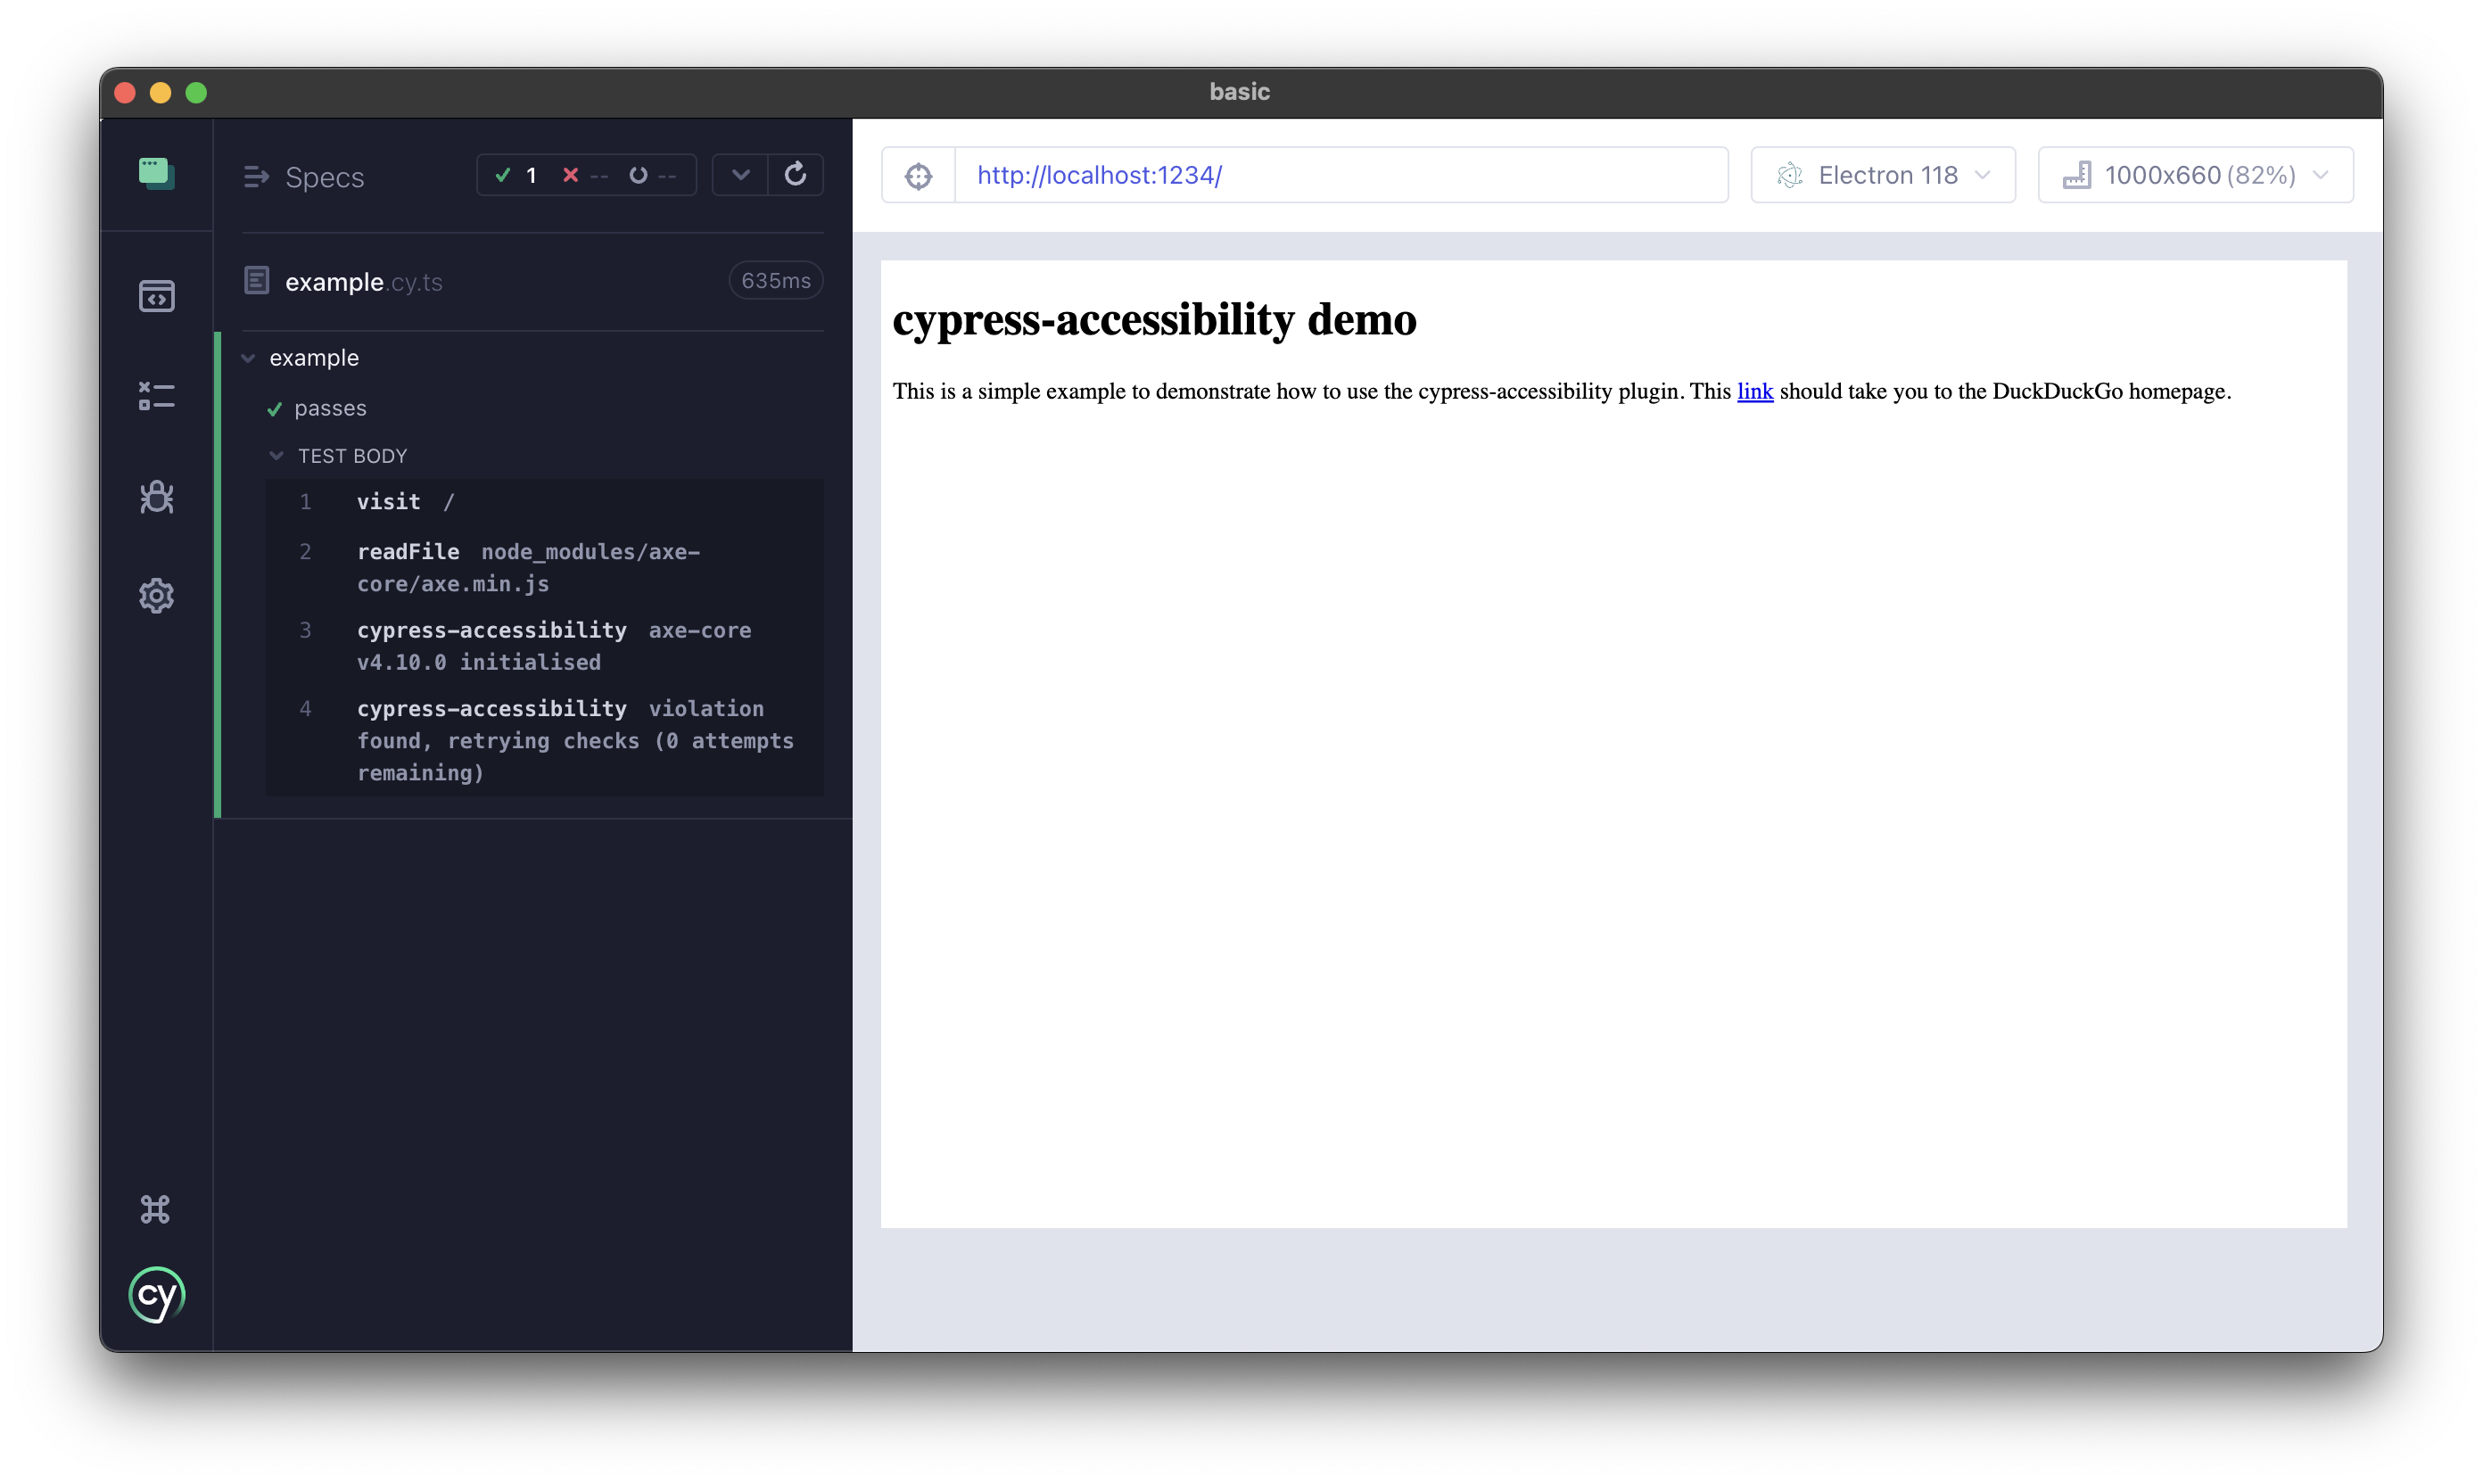 basic
Specs
1 -- --
http://localhost:1234/
Electron 118
1000x660 (82%)
example.cy.ts
635ms
example
passes
TEST BODY
1 visit /
2 readFile node_modules/axe-
core/axe.min.js
3 cypress-accessibility axe-core
v4.10.0 initialised
4 cypress-accessibility violation
found, retrying checks (0 attempts
remaining)
cy
cypress-accessibility demo
This is a simple example to demonstrate how to use the cypress-accessibility plugin. This link should take you to the DuckDuckGo homepage.